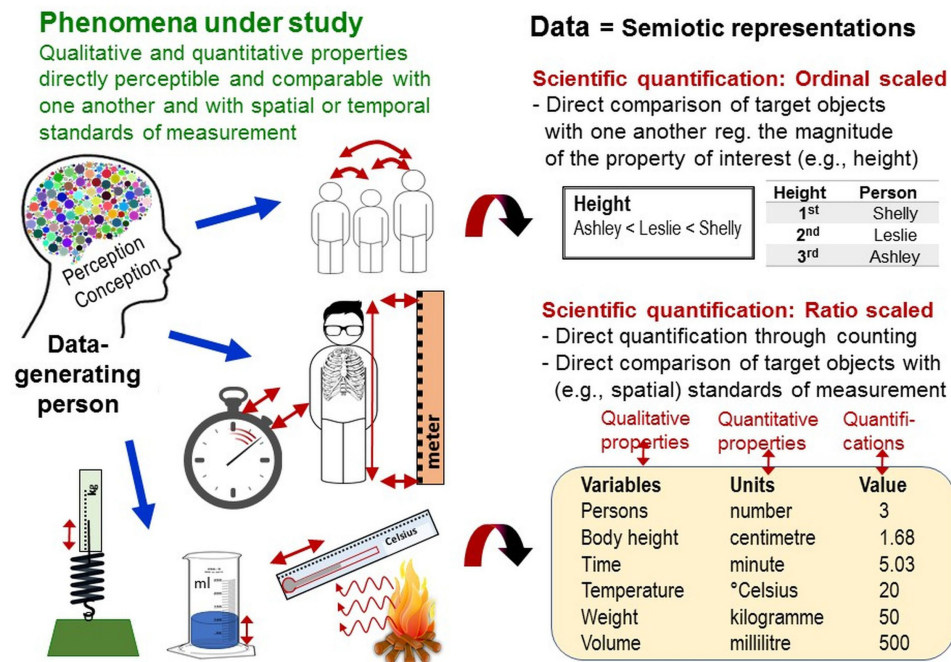 Phenomena under study
Qualitative and quantitative properties
directly perceptible and comparable with
one another and with spatial or temporal
standards of measurement
Perception
Conception
Data-
generating
person
meter
kg
ml
Celsius
Data = Semiotic representations
Scientific quantification: Ordinal scaled
- Direct comparison of target objects
with one another reg. the magnitude
of the property of interest (e.g., height)
Height
Ashley < Leslie < Shelly
Height Person
1st Shelly
2nd Leslie
3rd Ashley
Scientific quantification: Ratio scaled
- Direct quantification through counting
- Direct comparison of target objects with
(e.g., spatial) standards of measurement
Qualitative properties
Quantitative properties
Quantifi-
cations
Variables Units Value
Persons number 3
Body height centimetre 1.68
Time minute 5.03
Temperature °Celsius 20
Weight kilogramme 50
Volume millilitre 500